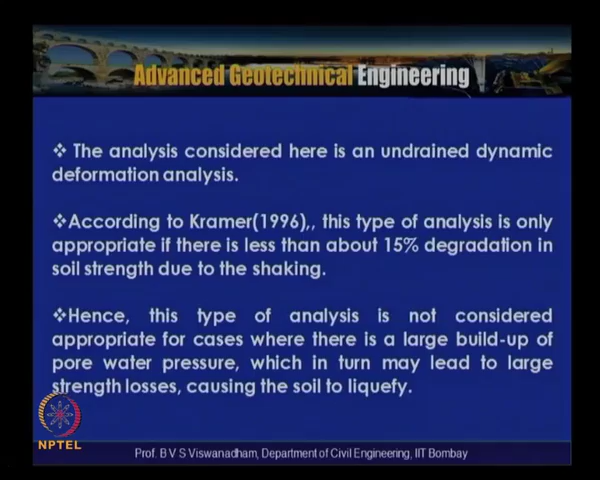 Advanced Geotechnical Engineering
❖ The analysis considered here is an undrained dynamic
deformation analysis.
❖According to Kramer(1996),, this type of analysis is only
appropriate if there is less than about 15% degradation in
soil strength due to the shaking.
❖Hence, this type of analysis is not considered
appropriate for cases where there is a large build-up of
pore water pressure, which in turn may lead to large
strength losses, causing the soil to liquefy.
NPTEL
Prof. B V S Viswanadham, Department of Civil Engineering, IIT Bombay